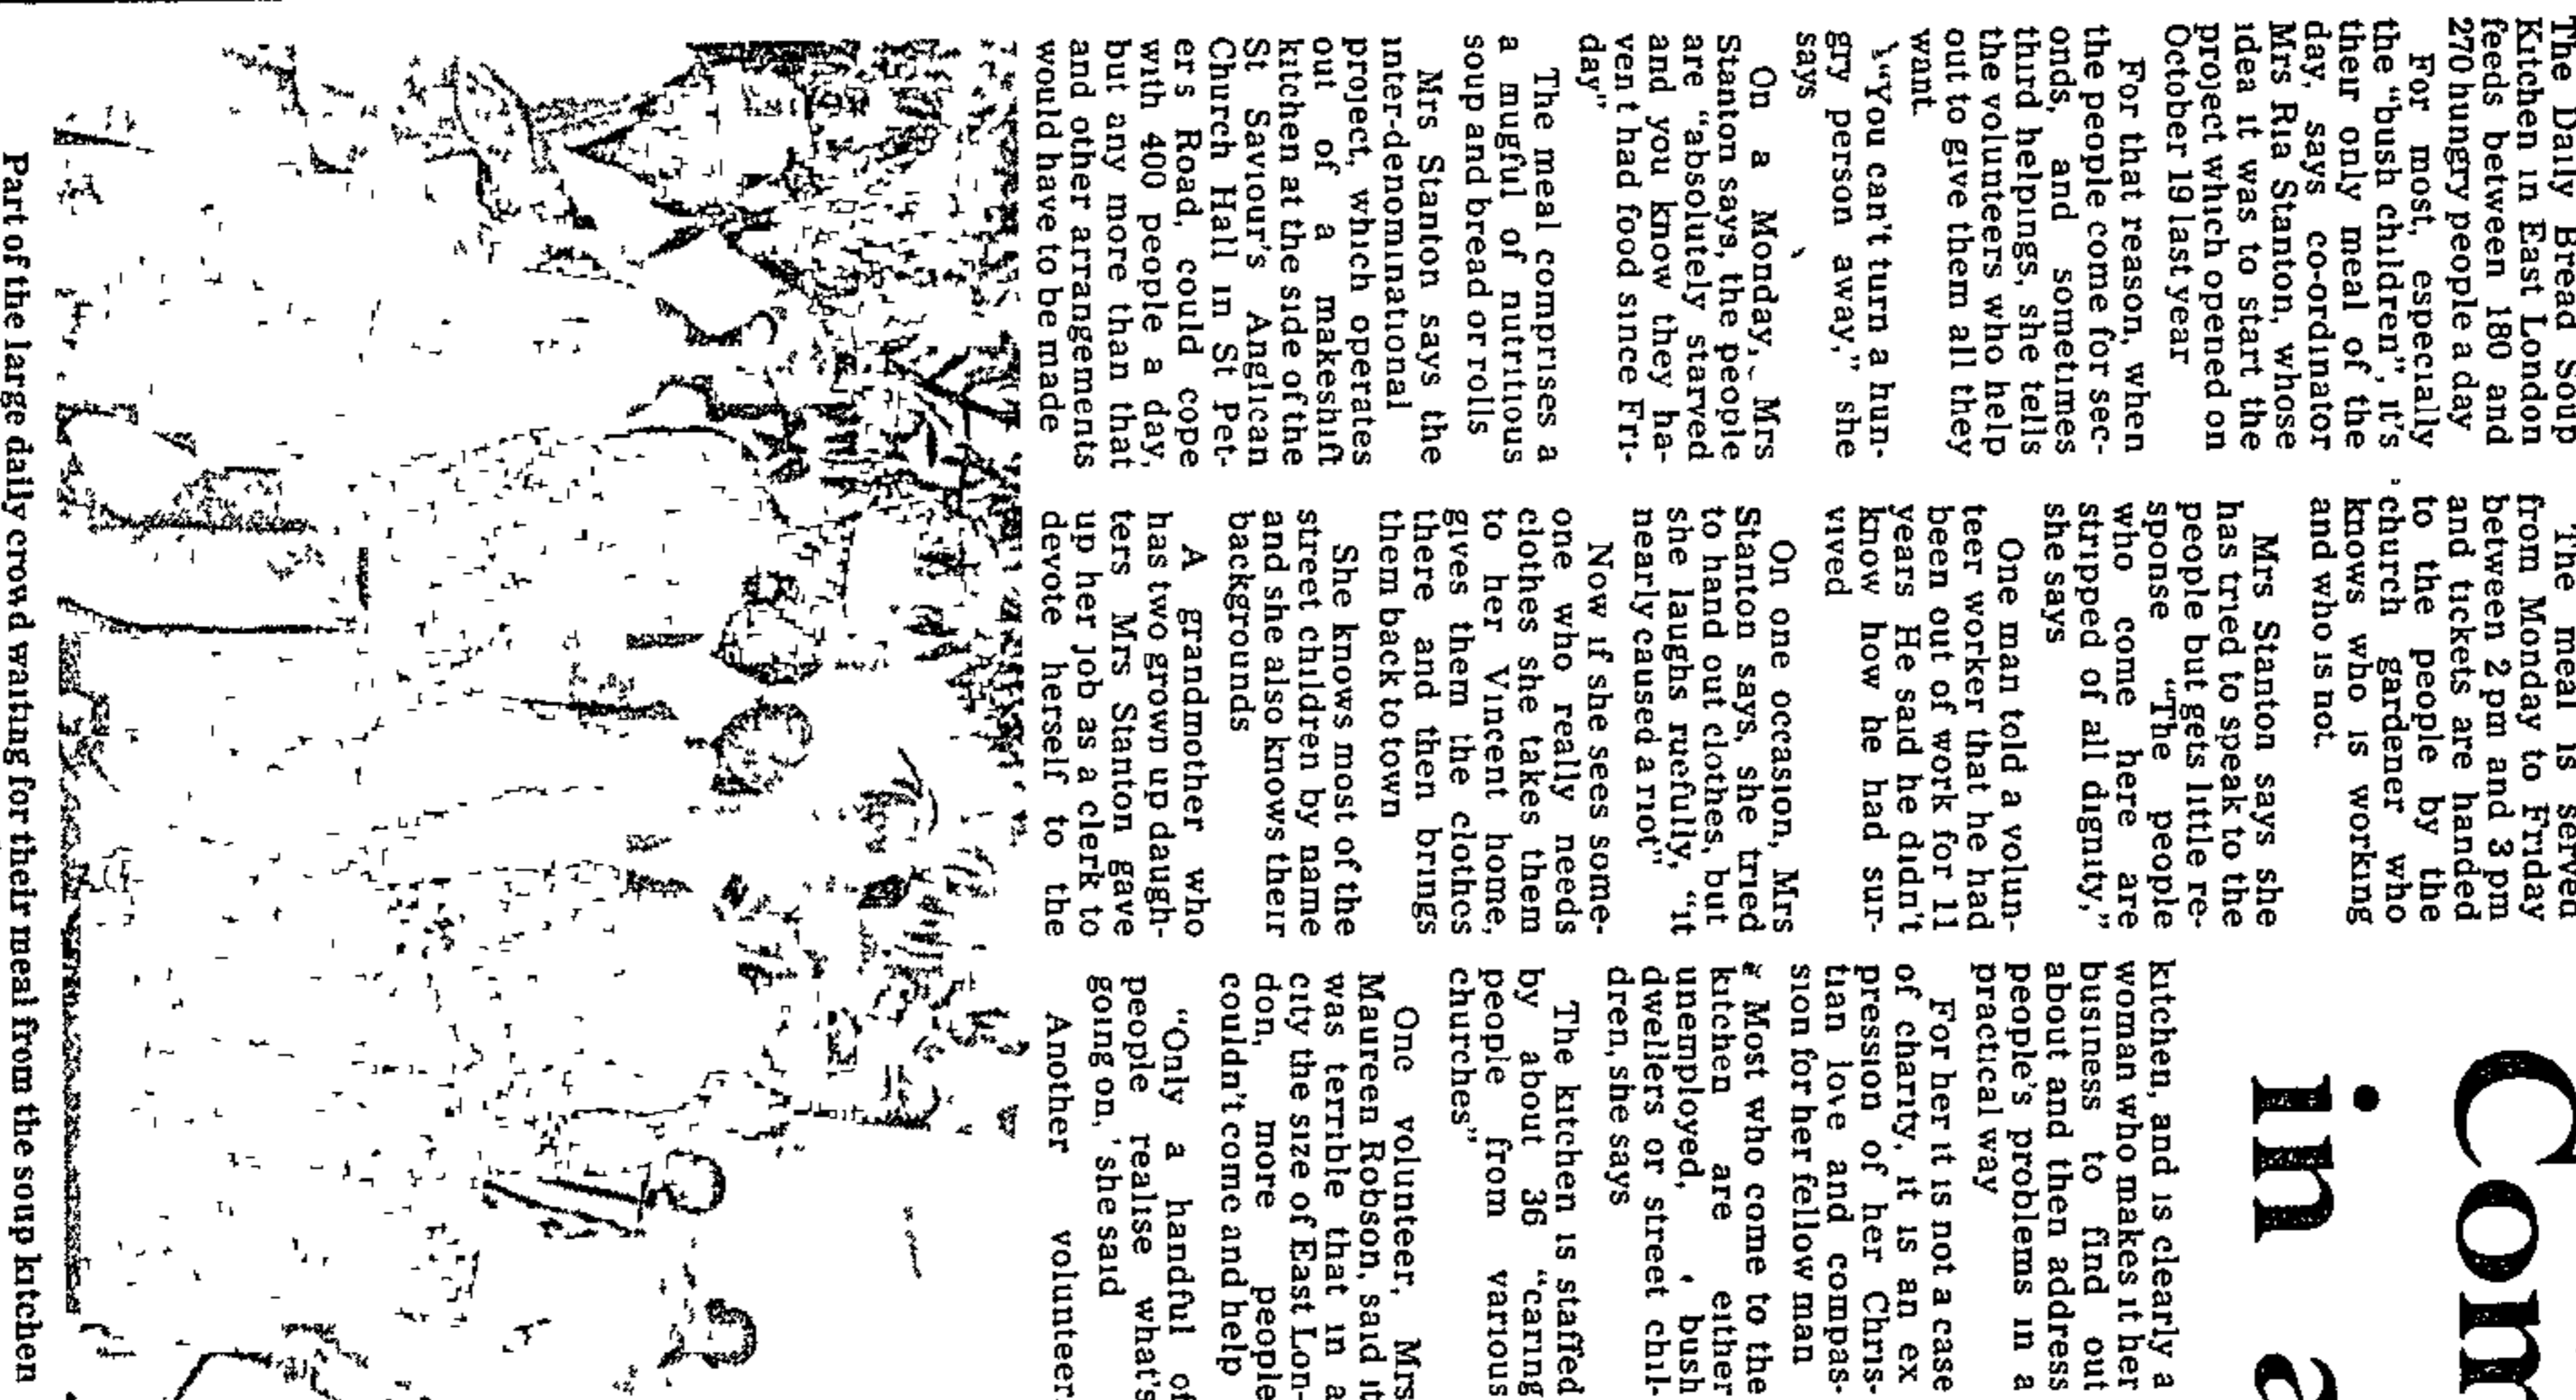 Com
in a
The Daily Bread Soup
Kitchen in East London
feeds between 180 and
270 hungry people a day
For most, especially
the "bush children", it's
their only meal of the
day, says co-ordinator
Mrs Ria Stanton, whose
idea it was to start the
project which opened on
October 19 last year
For that reason, when
the people come for sec-
onds, and sometimes
third helpings, she tells
the volunteers who help
out to give them all they
want.
"You can't turn a hun-
gry person away," she
says
On a Monday, Mrs
Stanton says, the people
are "absolutely starved
and you know they ha-
ven't had food since Fri-
day"
The meal comprises a
a mugful of nutritious
soup and bread or rolls
Mrs Stanton says the
inter-denominational
project, which operates
out of a makeshift
kitchen at the side of the
St Saviour's Anglican
Church Hall in St Pet-
er s Road, could cope
with 400 people a day,
but any more than that
and other arrangements
would have to be made
The meal is served
from Monday to Friday
between 2 pm and 3 pm
and tickets are handed
to the people by the
church gardener who
knows who is working
and who is not.
Mrs Stanton says she
has tried to speak to the
people but gets little re-
sponse "The people
who come here are
stripped of all dignity,"
she says
One man told a volun-
teer worker that he had
been out of work for 11
years He said he didn't
know how he had sur-
vived
On one occasion, Mrs
Stanton says, she tried
to hand out clothes, but
she laughs ruefully, "it
nearly caused a riot"
Now if she sees some-
one who really needs
clothes she takes them
to her Vincent home,
gives them the clothes
there and then brings
them back to town
She knows most of the
street children by name
and she also knows their
backgrounds
A grandmother who
has two grown up daugh-
ters Mrs Stanton gave
up her job as a clerk to
devote herself to the
kitchen, and is clearly a
woman who makes it her
business to find out
about and then address
people's problems in a
practical way
For her it is not a case
of charity, it is an ex
pression of her Chris-
tian love and compas-
sion for her fellow man
Most who come to the
kitchen are either
unemployed, bush
dwellers or street chil-
dren, she says
The kitchen is staffed
by about 36 "caring
people from various
churches"
One volunteer, Mrs
Maureen Robson, said it
was terrible that in a
city the size of East Lon-
don, more people
couldn't come and help
"Only a handful of
people realise what's
going on,' she said
Another volunteer
Part of the large daily crowd waiting for their meal from the soup kitchen